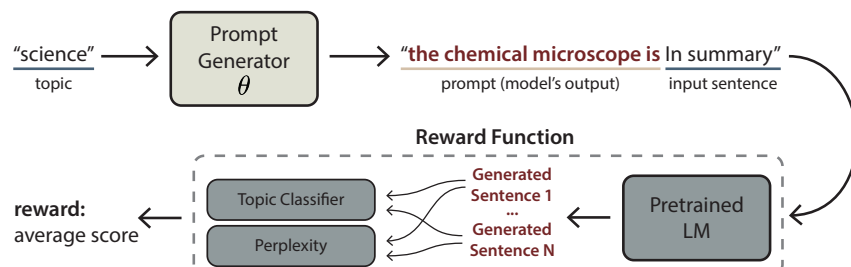 "science"
topic
Prompt
Generator
θ
“the chemical microscope is In summary”
prompt (model’s output)
input sentence
Reward Function
reward:
average score
Topic Classifier
Perplexity
Generated
Sentence 1
...
Generated
Sentence N
Pretrained
LM